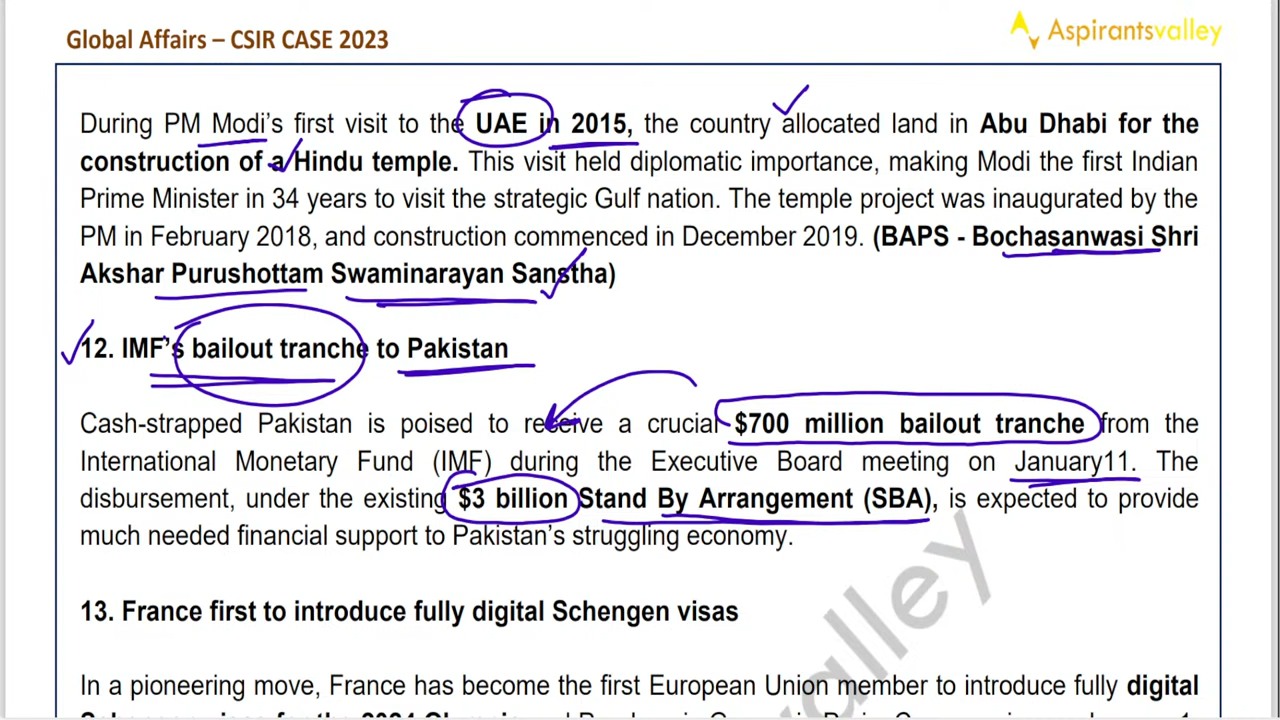 Global Affairs – CSIR CASE 2023
Aspirantsvalley
During PM Modi's first visit to the UAE in 2015, the country allocated land in Abu Dhabi for the
construction of a Hindu temple. This visit held diplomatic importance, making Modi the first Indian
Prime Minister in 34 years to visit the strategic Gulf nation. The temple project was inaugurated by the
PM in February 2018, and construction commenced in December 2019. (BAPS - Bochasanwasi Shri
Akshar Purushottam Swaminarayan Sanstha)
12. IMF's bailout tranche to Pakistan
Cash-strapped Pakistan is poised to receive a crucial $700 million bailout tranche from the
International Monetary Fund (IMF) during the Executive Board meeting on January11. The
disbursement, under the existing $3 billion Stand By Arrangement (SBA), is expected to provide
much needed financial support to Pakistan's struggling economy.
13. France first to introduce fully digital Schengen visas
In a pioneering move, France has become the first European Union member to introduce fully digital
valley